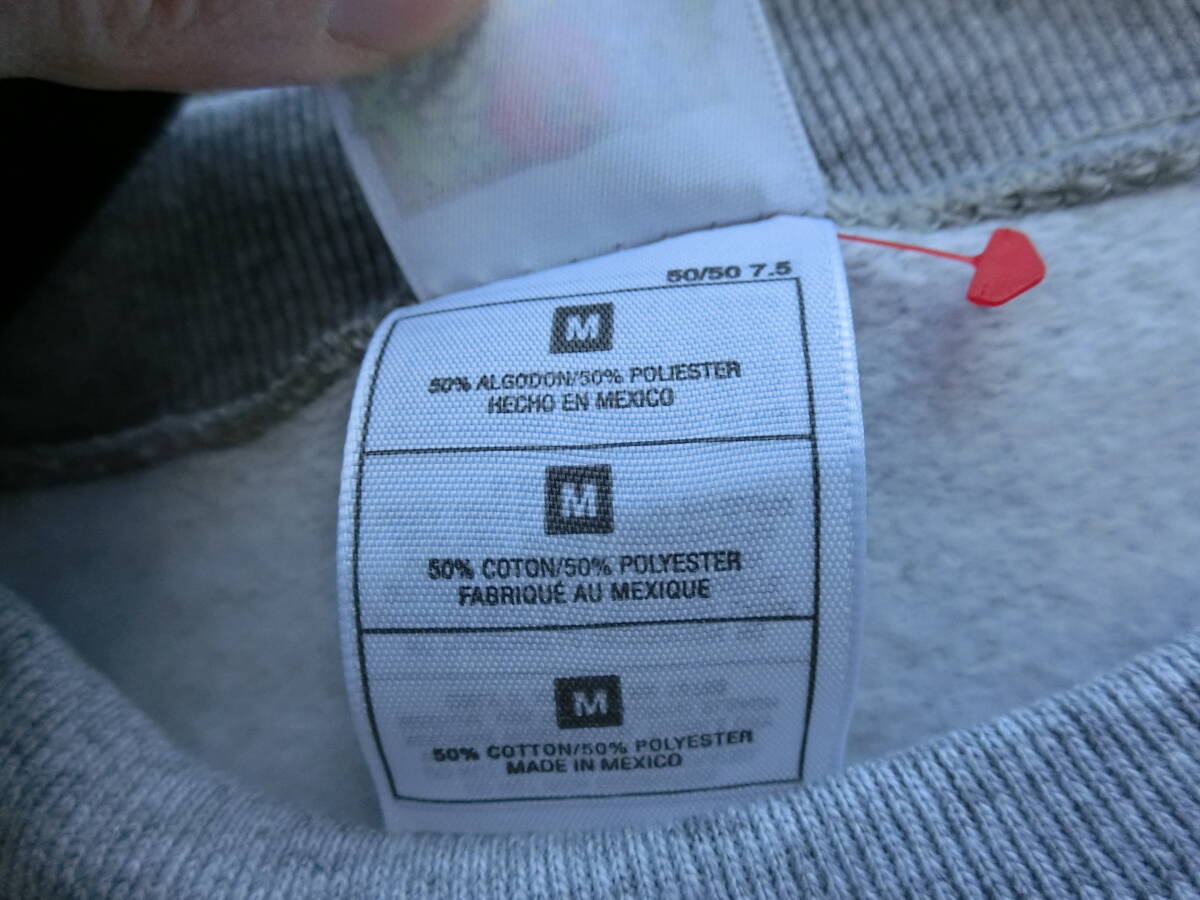 50/50 7.5
M
50% ALGODON/50% POLIESTER
HECHO EN MEXICO
M
50% COTON/50% POLYESTER
FABRIQUÉ AU MEXIQUE
M
50% COTTON/50% POLYESTER
MADE IN MEXICO